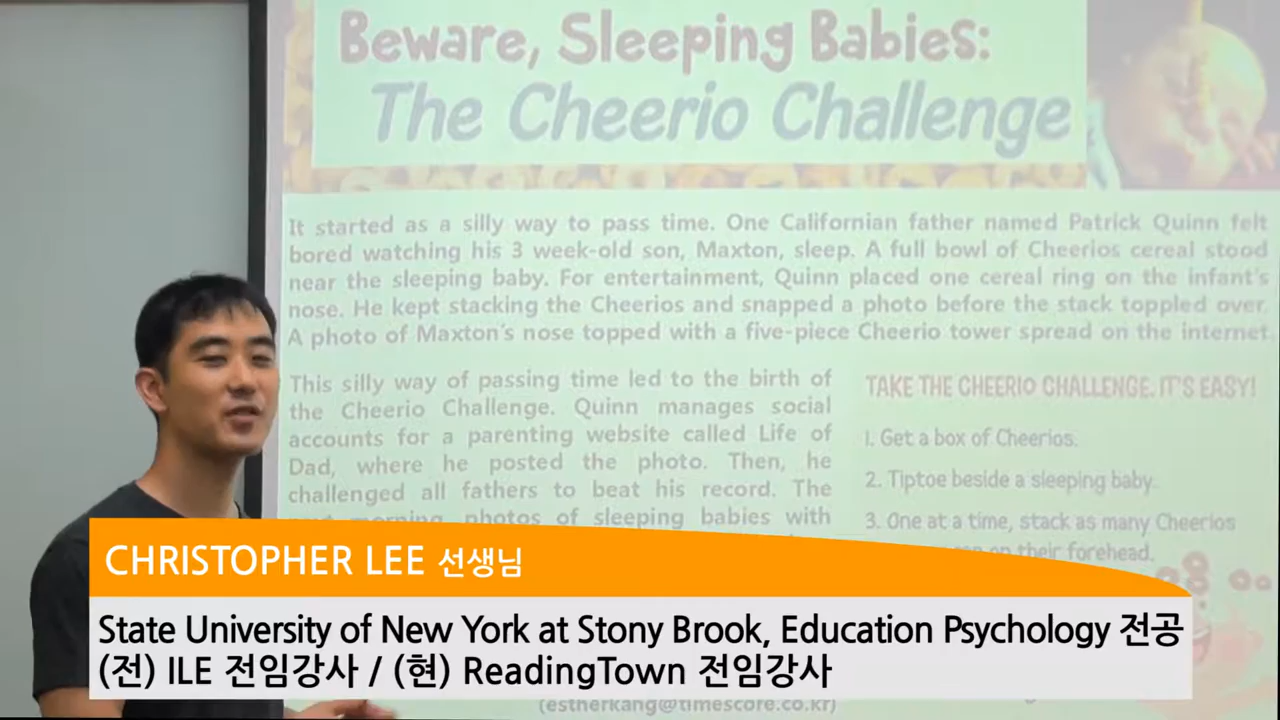 Beware, Sleeping Babies:
The Cheerio Challenge
It started as a silly way to pass time. One Californian father named Patrick Quinn felt
bored watching his 3 week-old son, Maxton, sleep. A full bowl of Cheerios cereal stood
near the sleeping baby. For entertainment, Quinn placed one cereal ring on the infant's
nose. He kept stacking the Cheerios and snapped a photo before the stack toppled over.
A photo of Maxton's nose topped with a five-piece Cheerio tower spread on the internet.
This silly way of passing time led to the birth of
the Cheerio Challenge. Quinn manages social
accounts for a parenting website called Life of
Dad, where he posted the photo. Then, he
challenged all fathers to beat his record. The
morning, photos of sleeping babies with
TAKE THE CHEERIO CHALLENGE. IT'S EASY!
1. Get a box of Cheerios.
2. Tiptoe beside a sleeping baby.
3. One at a time, stack as many Cheerios
on their forehead.
CHRISTOPHER LEE 선생님
State University of New York at Stony Brook, Education Psychology 전공
(전) ILE 전임강사 / (현) ReadingTown 전임강사
(estherkang@timescore.co.kr)